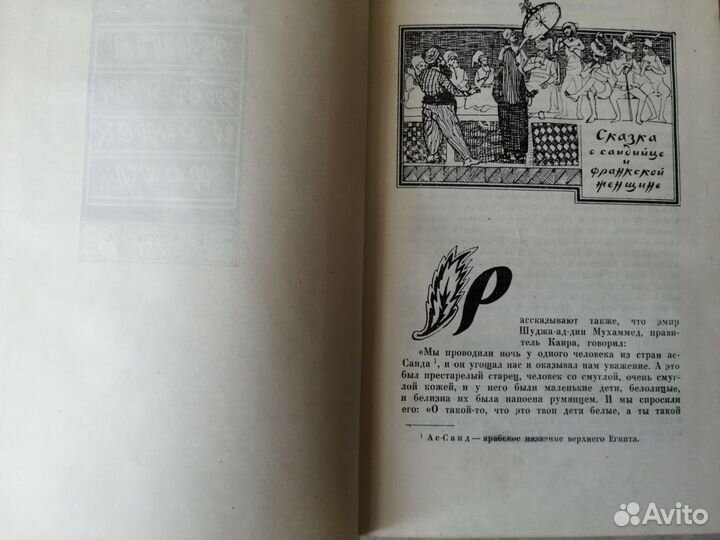 Сказка
о саидийце
и
франкской
женщине
Рассказывают также, что эмир
Шуджа-ад-дин Мухаммед, прави-
тель Каира, говорил:
«Мы проводили ночь у одного человека из стран ас-
Саида ¹, и он угощал нас и оказывал нам уважение. А это
был престарелый старец, человек со смуглой, очень смуг-
лой кожей, и у него были маленькие дети, белолицые,
и белизна их была напоена румянцем. И мы спросили
его: «О такой-то, что это твои дети белые, а ты такой
¹ Ас-Саид — арабское название верхнего Египта.
Avito